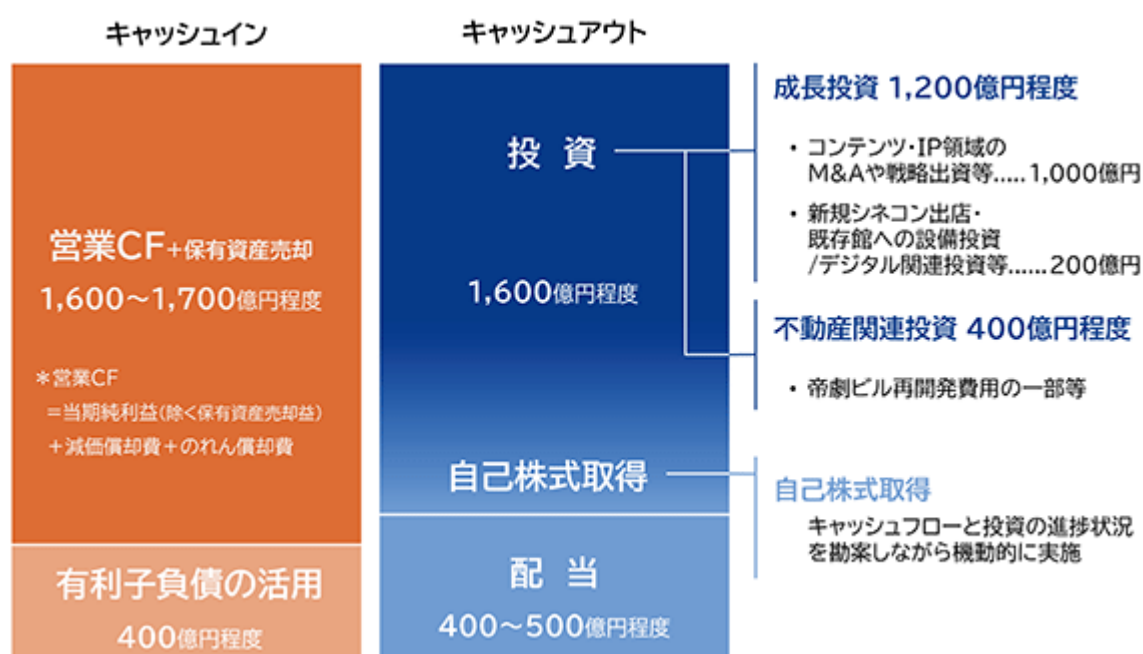 キャッシュイン
キャッシュアウト
営業CF+保有資産売却
1,600〜1,700億円程度
＊営業CF
＝当期純利益(除く保有資産売却益)
＋減価償却費＋のれん償却費
有利子負債の活用
400億円程度
投 資
1,600億円程度
自己株式取得
配 当
400〜500億円程度
成長投資 1,200億円程度
・コンテンツ・IP領域の
M&Aや戦略出資等.....1,000億円
・新規シネコン出店・
既存館への設備投資
/デジタル関連投資等......200億円
不動産関連投資 400億円程度
・帝劇ビル再開発費用の一部等
自己株式取得
キャッシュフローと投資の進捗状況
を勘案しながら機動的に実施